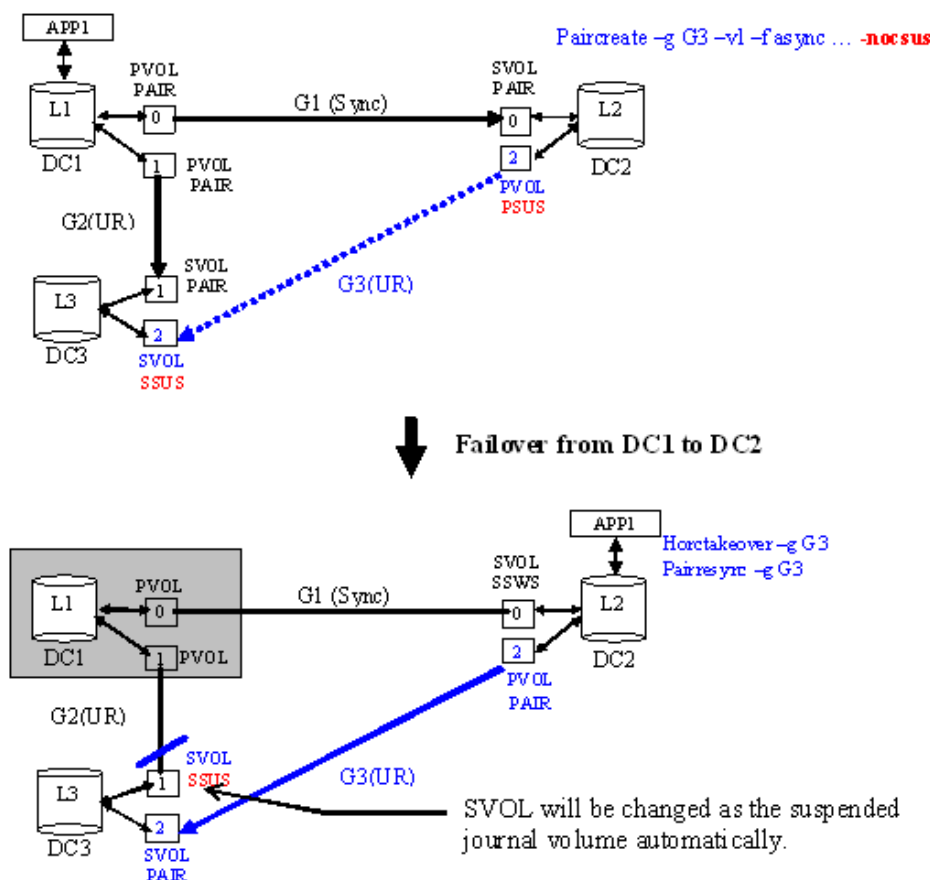 APP1
Paircreate –g G3 –vl –f async … -nocsus
PVOL
PAIR
SVOL
PAIR
L1
0
G1 (Sync)
0
L2
DC1
1
PVOL
PAIR
2
DC2
PVOL
PSUS
G2(UR)
SVOL
PAIR
G3(UR)
L3
1
2
DC3
SVOL
SSUS
Failover from DC1 to DC2
APP1
Horctakeover –g G3
Pairresync –g G3
PVOL
SVOL
SSWS
L1
0
G1 (Sync)
0
L2
DC1
1
PVOL
2
DC2
PVOL
PAIR
G2(UR)
SVOL
SSUS
G3(UR)
L3
1
SVOL will be changed as the suspended
journal volume automatically.
2
DC3
SVOL
PAIR